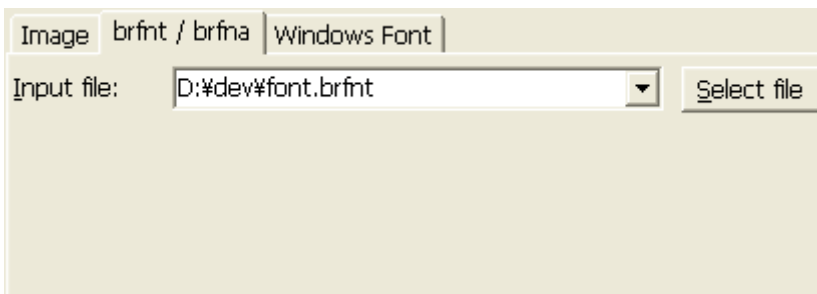 Image brfnt / brfna Windows Font
Input file: D:¥dev¥font.brfnt Select file